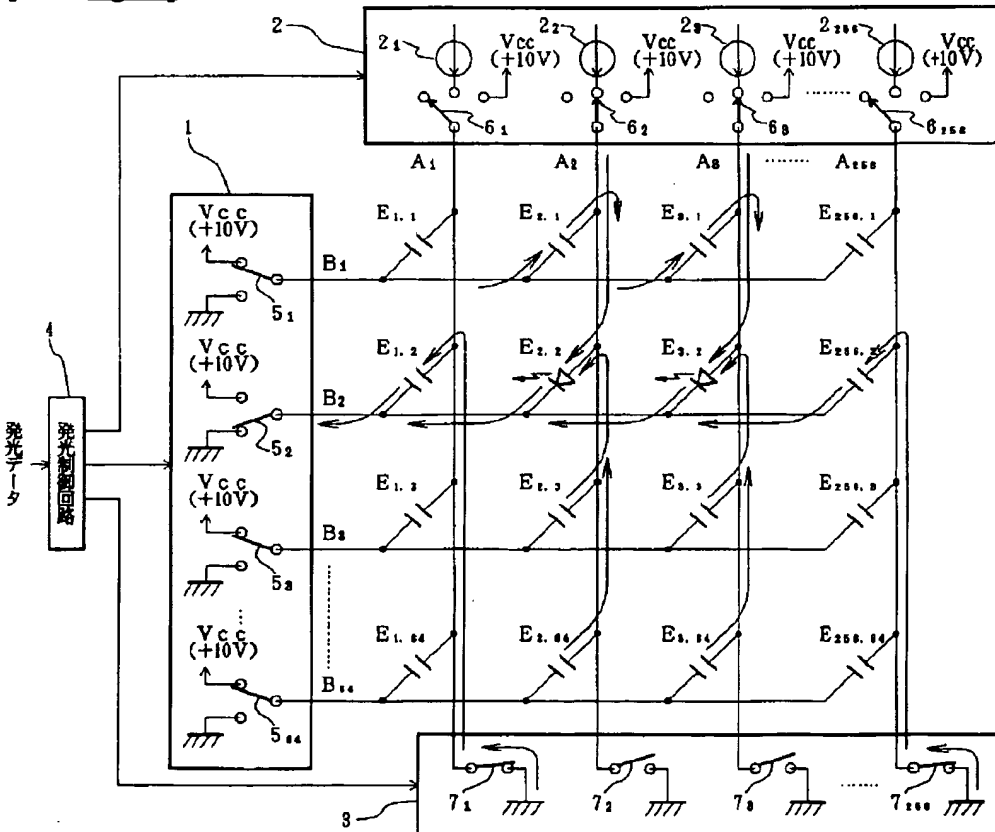 2
2₁
Vcc
(+10V)
2₂
Vcc
(+10V)
2₃
Vcc
(+10V)
2₂₅₆
Vcc
(+10V)
6₁
6₂
6₃
6₂₅₆
1
A₁
A₂
A₃
A₂₅₆
Vcc
(+10V)
B₁
5₁
E₁.₁
E₂.₁
E₃.₁
E₂₅₆.₁
Vcc
(+10V)
B₂
5₂
E₁.₂
E₂.₂
E₃.₂
E₂₅₆.₂
4
発光データ
発光制御回路
Vcc
(+10V)
B₃
5₃
E₁.₃
E₂.₃
E₃.₃
E₂₅₆.₃
Vcc
(+10V)
B₆₄
5₆₄
E₁.₆₄
E₂.₆₄
E₃.₆₄
E₂₅₆.₆₄
3
7₁
7₂
7₃
7₂₅₆